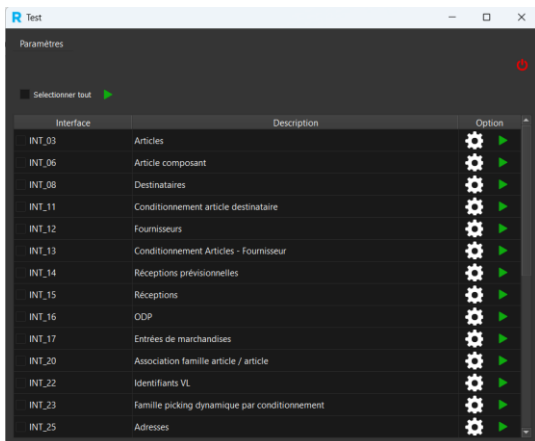 R Test
Paramètres
Selectionner tout
Interface Description Option
INT_03 Articles
INT_06 Article composant
INT_08 Destinataires
INT_11 Conditionnement article destinataire
INT_12 Fournisseurs
INT_13 Conditionnement Articles - Fournisseur
INT_14 Réceptions prévisionnelles
INT_15 Réceptions
INT_16 ODP
INT_17 Entrées de marchandises
INT_20 Association famille article / article
INT_22 Identifiants VL
INT_23 Famille picking dynamique par conditionnement
INT_25 Adresses